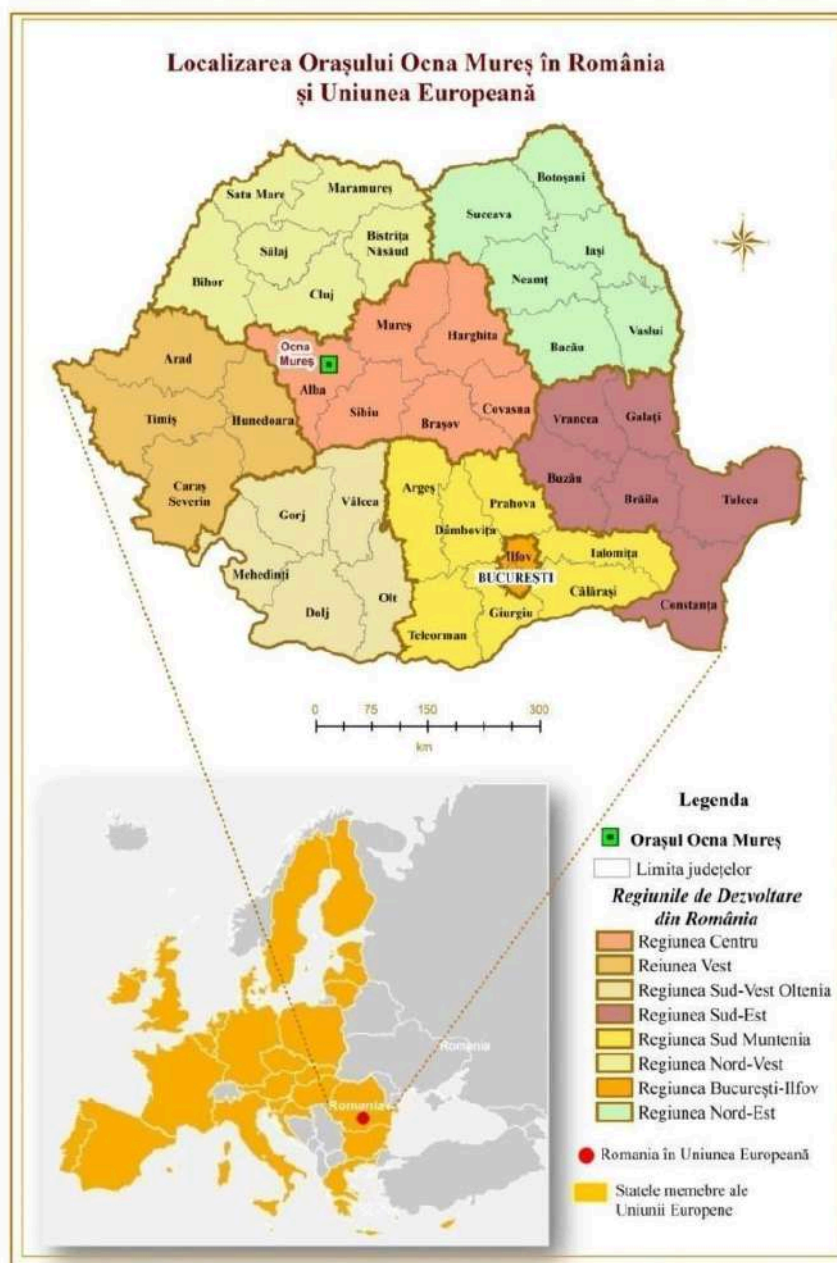 Localizarea Orașului Ocna Mureș în România
și Uniunea Europeană
Botoșani
Maramureș
Sata Mare
Suceava
Bistrița
Năsăud
Sălaj
Iași
Neamț
Bihor
Cluj
Mureș
Harghita
Vaslui
Bacău
Ocna
Mureș
Arad
Alba
Covasna
Vrancea
Galați
Timiș
Hunedoara
Sibiu
Brașov
Buzău
Caraș
Severin
Vâlcea
Argeș
Prahova
Brăila
Tulcea
Gorj
Dâmbovița
Ilfov
Ialomița
Mehedinți
BUCUREȘTI
Olt
Călărași
Constanța
Dolj
Giurgiu
Teleorman
0 75 150 300
km
Legenda
Orașul Ocna Mureș
Limita județelor
Regiunile de Dezvoltare
din România
Regiunea Centru
Reiunea Vest
Regiunea Sud-Vest Oltenia
Regiunea Sud-Est
Regiunea Sud Muntenia
Regiunea Nord-Vest
Regiunea București-Ilfov
Regiunea Nord-Est
Romania în Uniunea Europeană
Statele memebre ale
Uniunii Europene
Romania
Romania